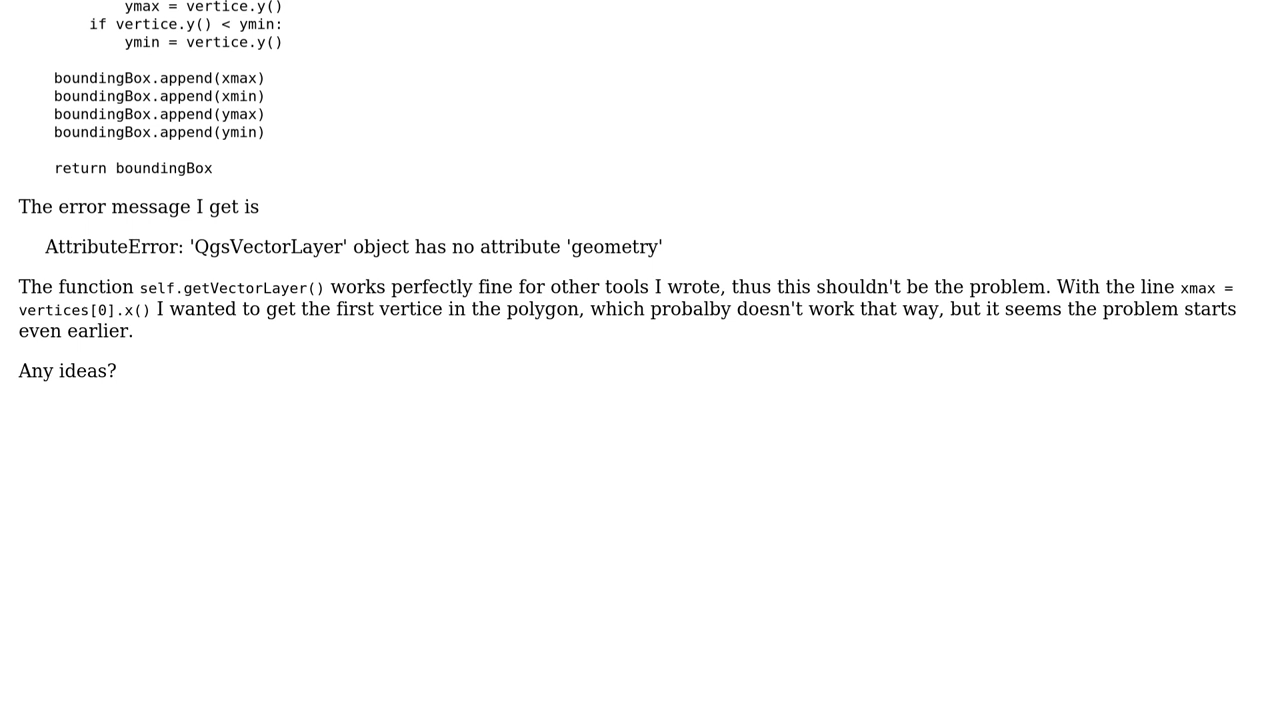 ymax = vertice.y()
if vertice.y() < ymin:
ymin = vertice.y()
boundingBox.append(xmax)
boundingBox.append(xmin)
boundingBox.append(ymax)
boundingBox.append(ymin)
return boundingBox
The error message I get is
AttributeError: 'QgsVectorLayer' object has no attribute 'geometry'
The function self.getVectorLayer() works perfectly fine for other tools I wrote, thus this shouldn't be the problem. With the line xmax =
vertices[0].x() I wanted to get the first vertice in the polygon, which probalby doesn't work that way, but it seems the problem starts
even earlier.
Any ideas?